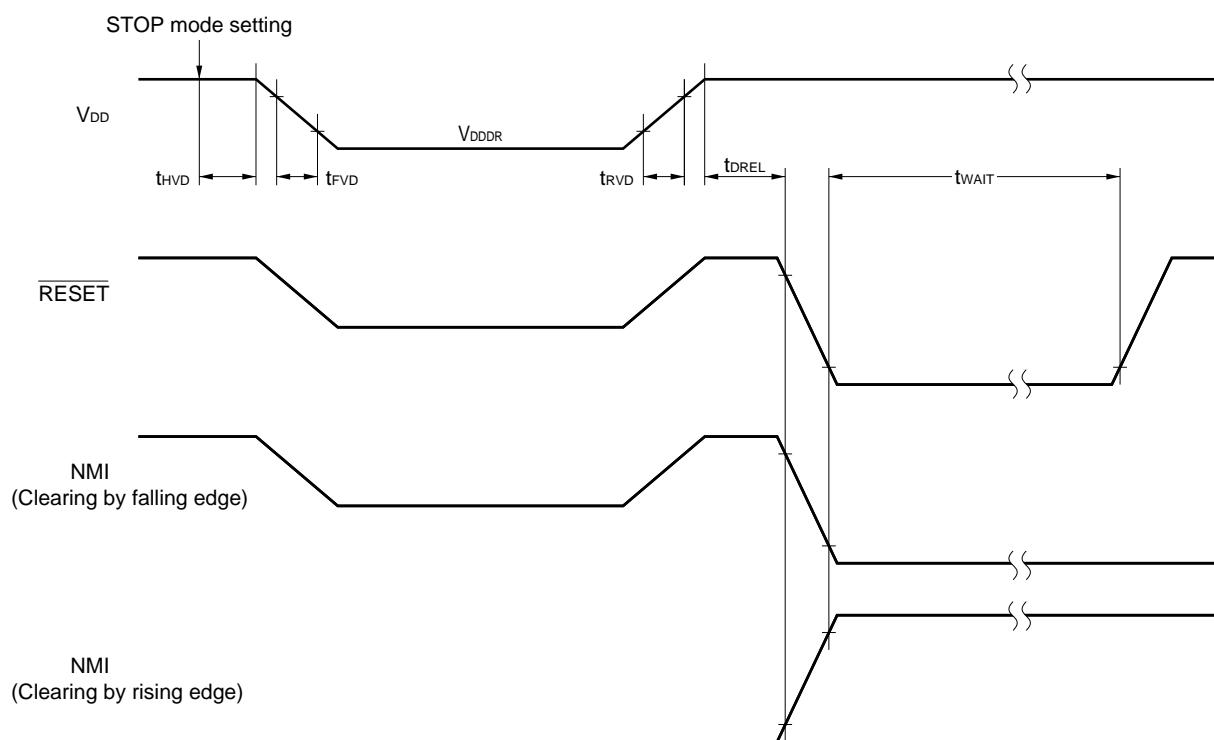 STOP mode setting
VDD
VDDDR
tHVD
tFVD
tRVD
tDREL
tWAIT
RESET
NMI
(Clearing by falling edge)
NMI
(Clearing by rising edge)